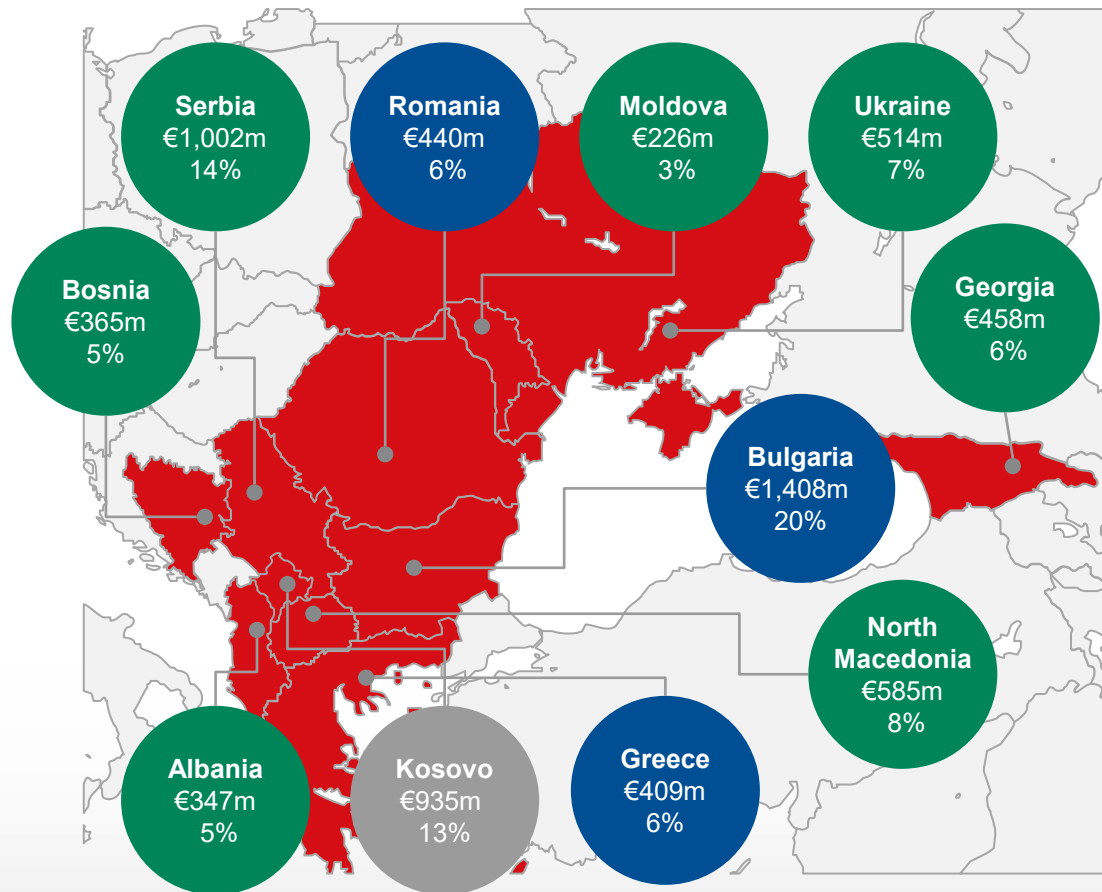 Serbia
€1,002m
14%
Romania
€440m
6%
Moldova
€226m
3%
Ukraine
€514m
7%
Bosnia
€365m
5%
Georgia
€458m
6%
Bulgaria
€1,408m
20%
North
Macedonia
€585m
8%
Albania
€347m
5%
Kosovo
€935m
13%
Greece
€409m
6%